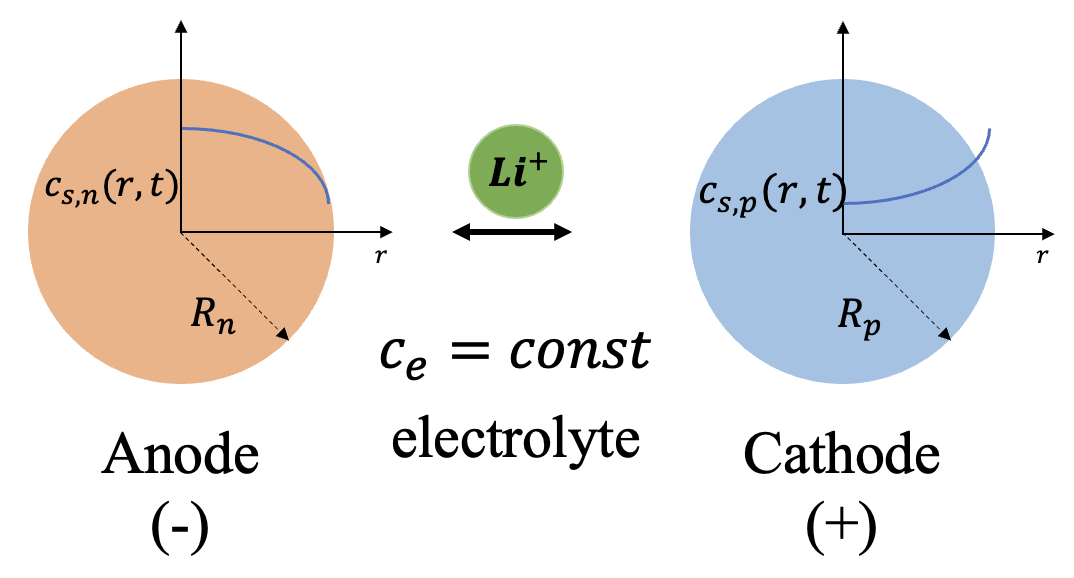 c_{s,n}(r,t)
r
R_n
Anode
(-)
Li⁺
c_e = const
electrolyte
c_{s,p}(r,t)
r
R_p
Cathode
(+)